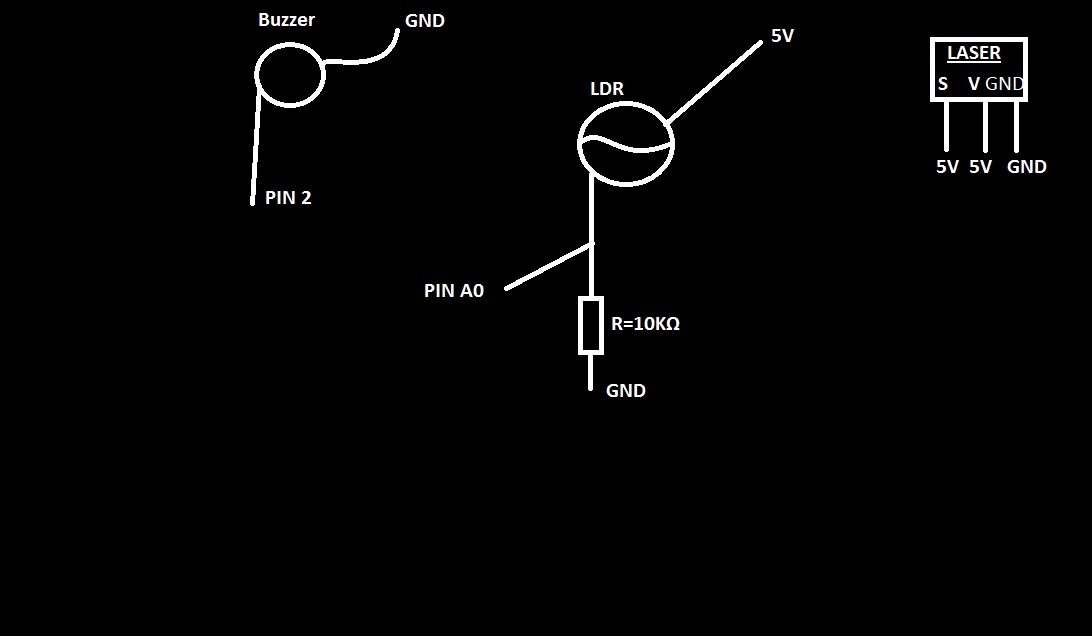 Buzzer
GND
PIN 2
LDR
5V
PIN A0
R=10KΩ
GND
LASER
S V GND
5V 5V GND